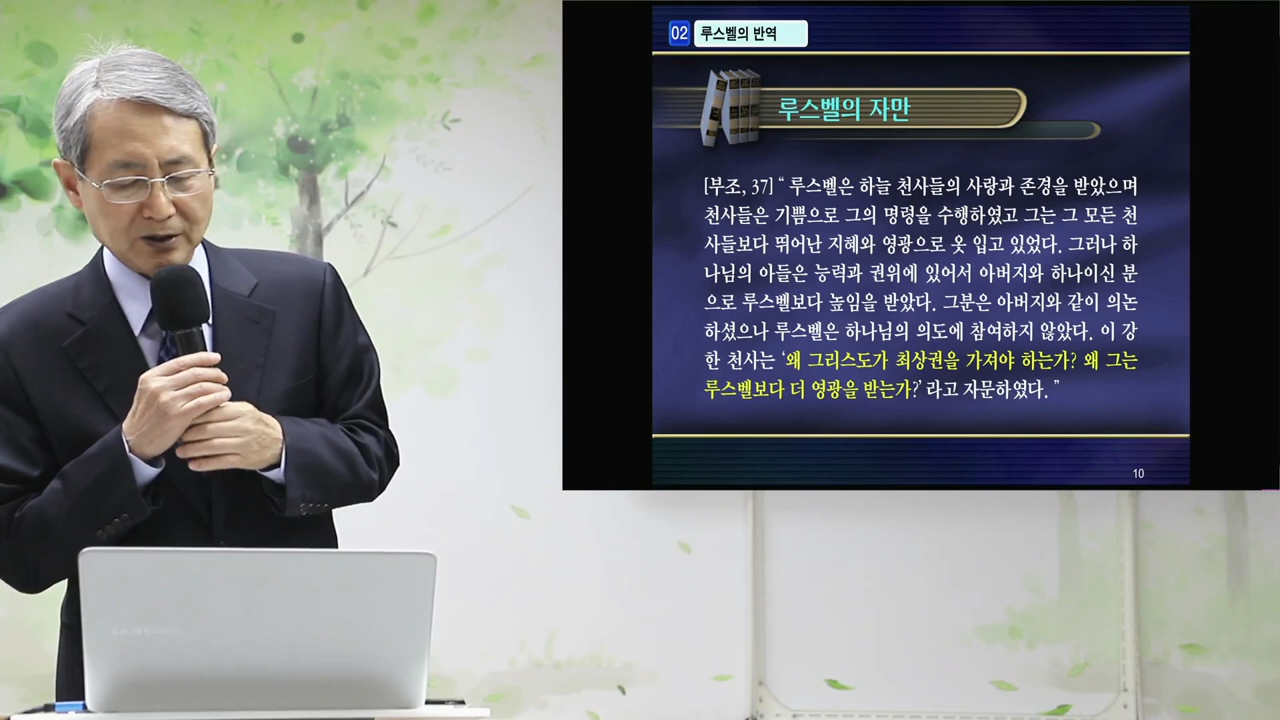 02 루스벨의 반역
루스벨의 자만
[부조, 37] “ 루스벨은 하늘 천사들의 사랑과 존경을 받았으며
천사들은 기쁨으로 그의 명령을 수행하였고 그는 그 모든 천
사들보다 뛰어난 지혜와 영광으로 옷 입고 있었다. 그러나 하
나님의 아들은 능력과 권위에 있어서 아버지와 하나이신 분
으로 루스벨보다 높임을 받았다. 그분은 아버지와 같이 의논
하셨으나 루스벨은 하나님의 의도에 참여하지 않았다. 이 강
한 천사는 ‘왜 그리스도가 최상권을 가져야 하는가? 왜 그는
루스벨보다 더 영광을 받는가?’ 라고 자문하였다. ”
10